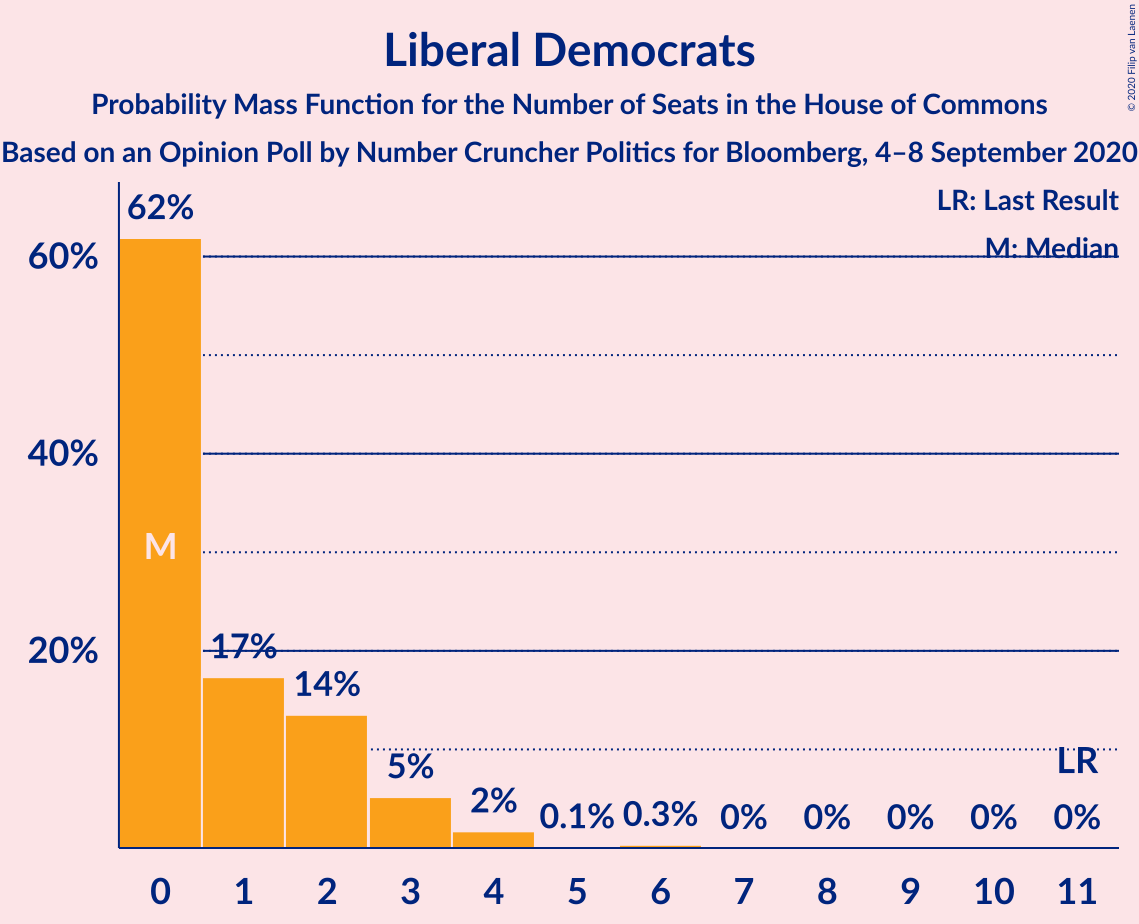 Liberal Democrats
Probability Mass Function for the Number of Seats in the House of Commons
Based on an Opinion Poll by Number Cruncher Politics for Bloomberg, 4–8 September 2020
© 2020 Filip van Laenen
LR: Last Result
M: Median
62%
60%
40%
M
20%
17%
14%
5%
LR
2%
0.1%
0.3%
0%
0%
0%
0%
0%
0 1 2 3 4 5 6 7 8 9 10 11